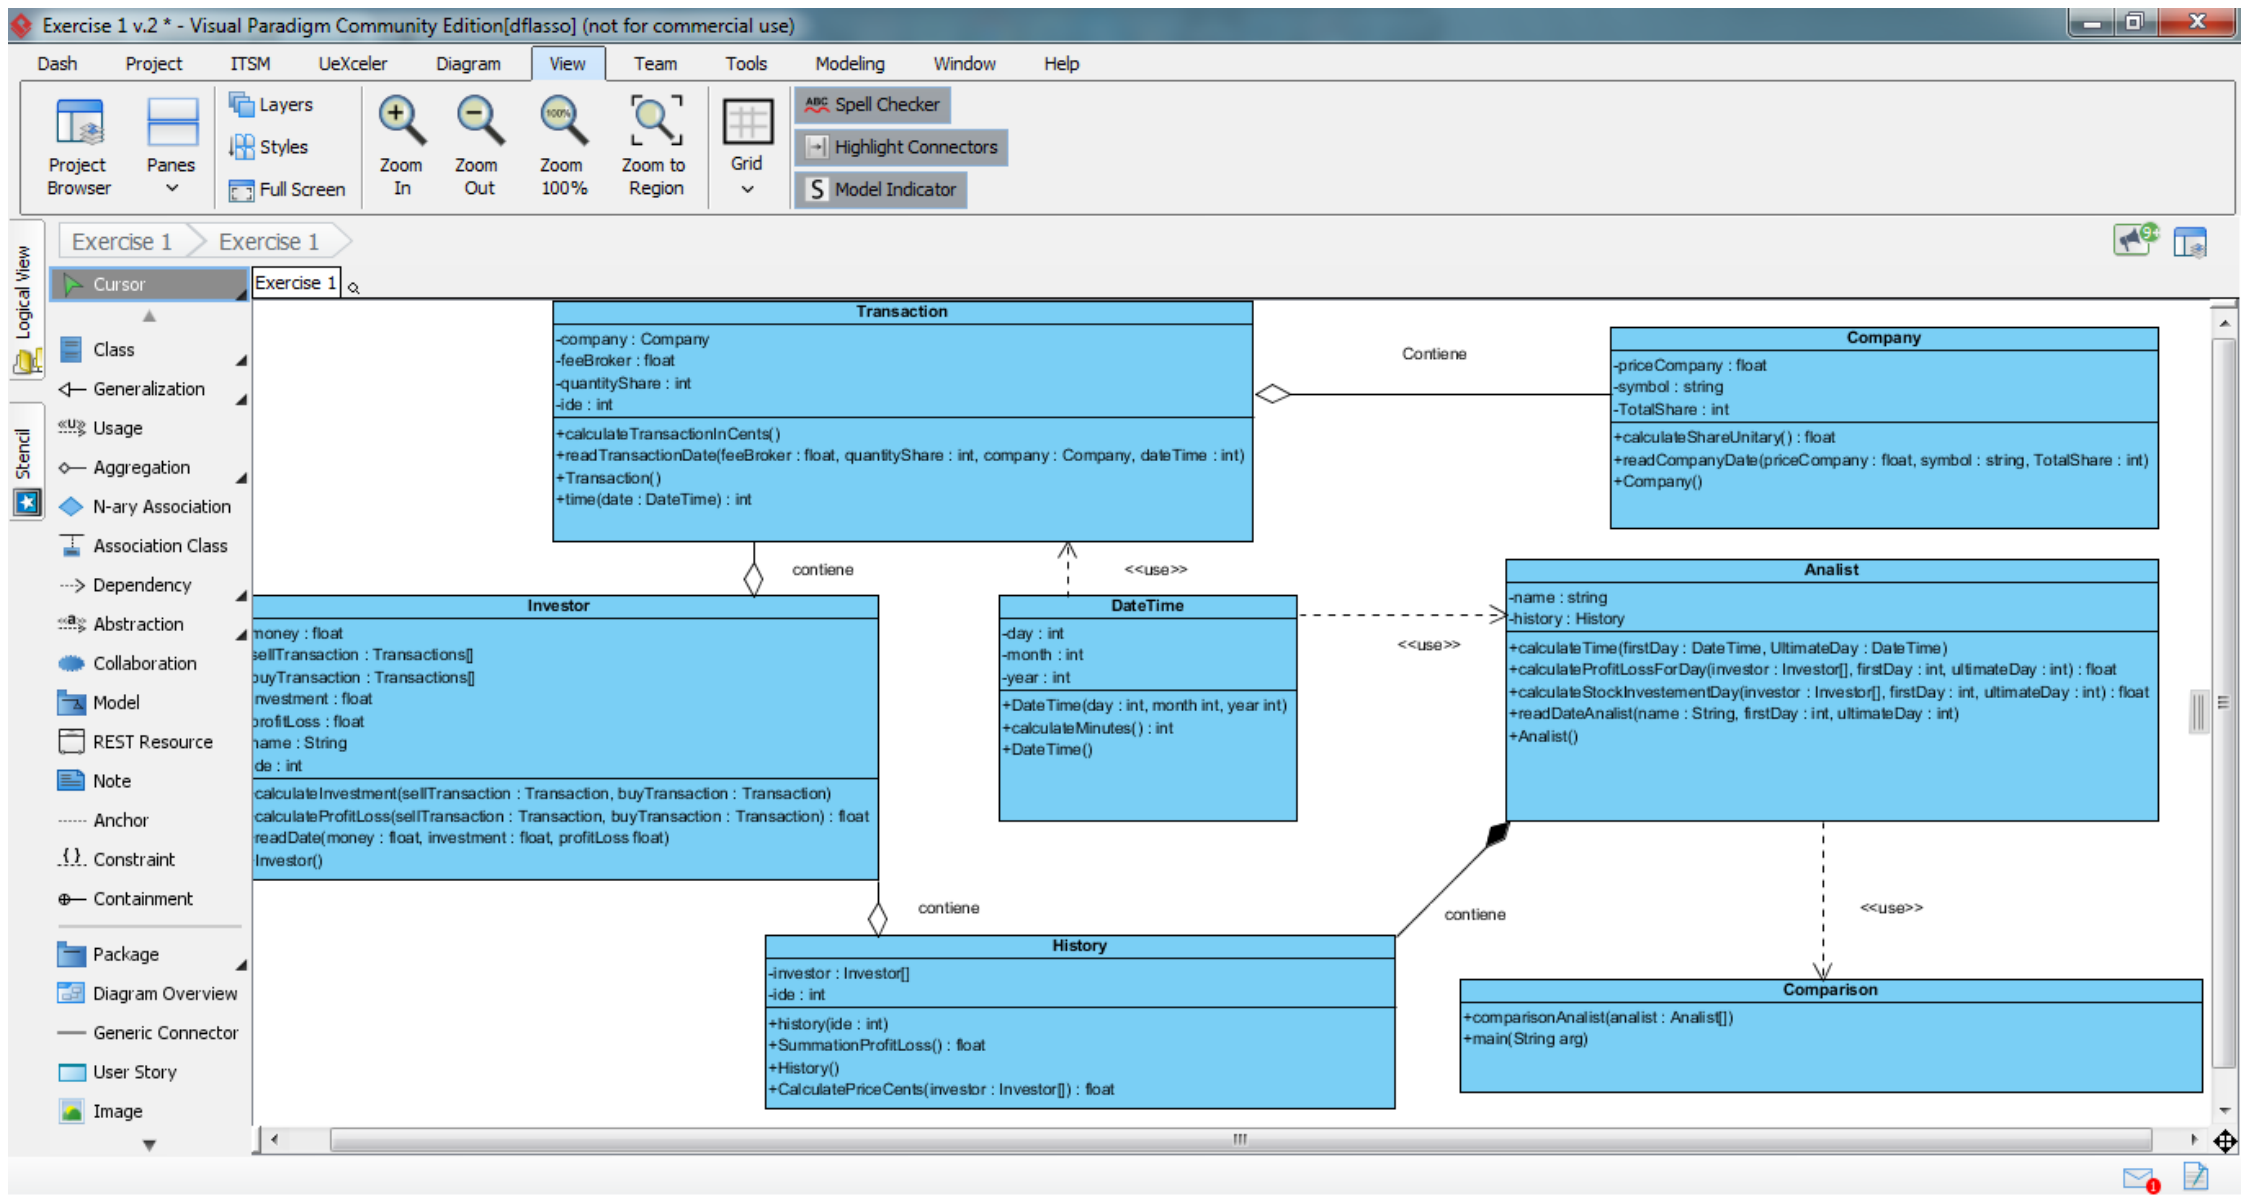 Exercise 1 v.2 * - Visual Paradigm Community Edition[dflasso] (not for commercial use)
Dash Project ITSM UeXceler Diagram View Team Tools Modeling Window Help
Project Browser
Panes
Layers
Styles
Full Screen
Zoom In
Zoom Out
100%
Zoom 100%
Zoom to Region
Grid
ABC Spell Checker
Highlight Connectors
S Model Indicator
Logical View
Stencil
Exercise 1 Exercise 1
9+
Exercise 1
Cursor
Class
Generalization
«U» Usage
Aggregation
N-ary Association
Association Class
Dependency
«a» Abstraction
Collaboration
Model
REST Resource
Note
Anchor
{} Constraint
Containment
Package
Diagram Overview
Generic Connector
User Story
Image
Transaction
-company : Company
-feeBroker : float
-quantityShare : int
-ide : int
+calculateTransactionInCents()
+readTransactionDate(feeBroker : float, quantityShare : int, company : Company, dateTime : int)
+Transaction()
+time(date : DateTime) : int
Contiene
Company
-priceCompany : float
-symbol : string
-TotalShare : int
+calculateShareUnitary() : float
+readCompanyDate(priceCompany : float, symbol : string, TotalShare : int)
+Company()
contiene
<<use>>
Investor
money : float
sellTransaction : Transactions[]
buyTransaction : Transactions[]
nvestment : float
profitLoss : float
name : String
de : int
calculateInvestment(sellTransaction : Transaction, buyTransaction : Transaction)
calculateProfitLoss(sellTransaction : Transaction, buyTransaction : Transaction) : float
readDate(money : float, investment : float, profitLoss float)
Investor()
DateTime
-day : int
-month : int
-year : int
+DateTime(day : int, month int, year int)
+calculateMinutes() : int
+DateTime()
<<use>>
Analist
-name : string
-history : History
+calculateTime(firstDay : DateTime, UltimateDay : DateTime)
+calculateProfitLossForDay(investor : Investor[], firstDay : int, ultimateDay : int) : float
+calculateStockInvestementDay(investor : Investor[], firstDay : int, ultimateDay : int) : float
+readDateAnalist(name : String, firstDay : int, ultimateDay : int)
+Analist()
contiene
contiene
<<use>>
History
-investor : Investor[]
-ide : int
+history(ide : int)
+SummationProfitLoss() : float
+History()
+CalculatePriceCents(investor : Investor[]) : float
Comparison
+comparisonAnalist(analist : Analist[])
+main(String arg)
1